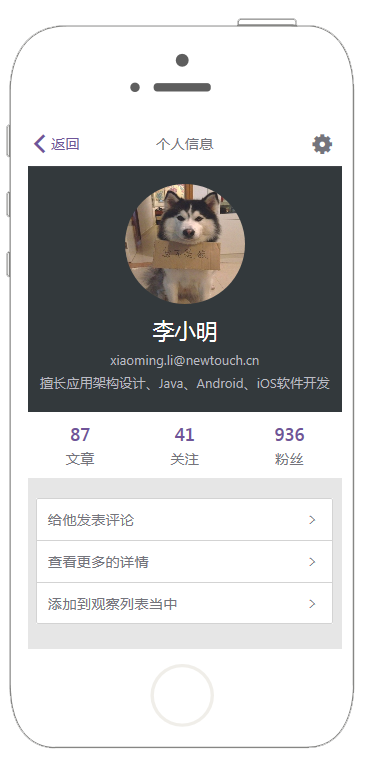 返回
个人信息
李小明
xiaoming.li@newtouch.cn
擅长应用架构设计、Java、Android、iOS软件开发
87
41
936
文章
关注
粉丝
给他发表评论
查看更多的详情
添加到观察列表当中